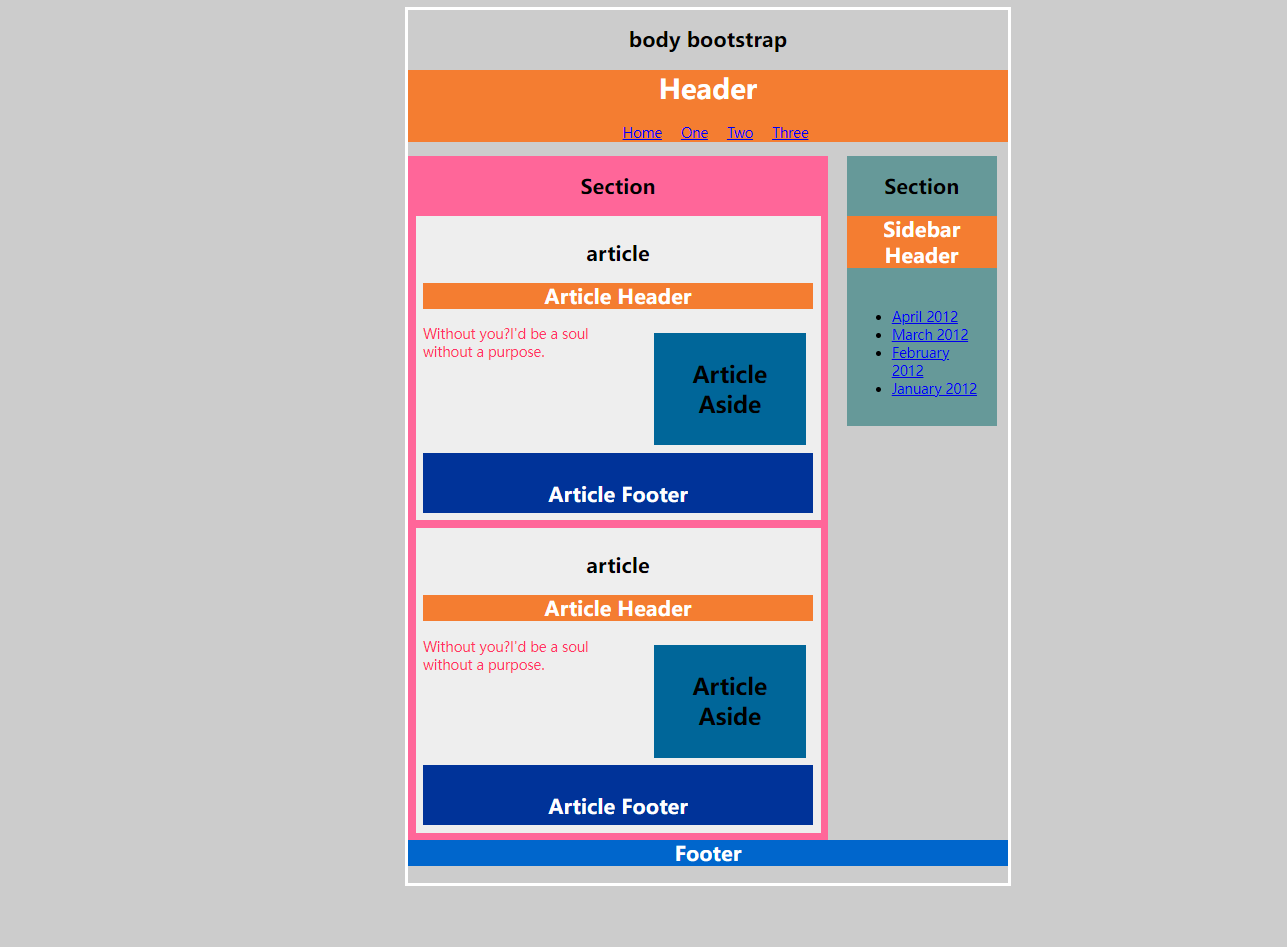 body bootstrap
Header
Home One Two Three
Section
article
Article Header
Without you?I'd be a soul
without a purpose.
Article
Aside
Article Footer
article
Article Header
Without you?I'd be a soul
without a purpose.
Article
Aside
Article Footer
Section
Sidebar
Header
April 2012
March 2012
February
2012
January 2012
Footer